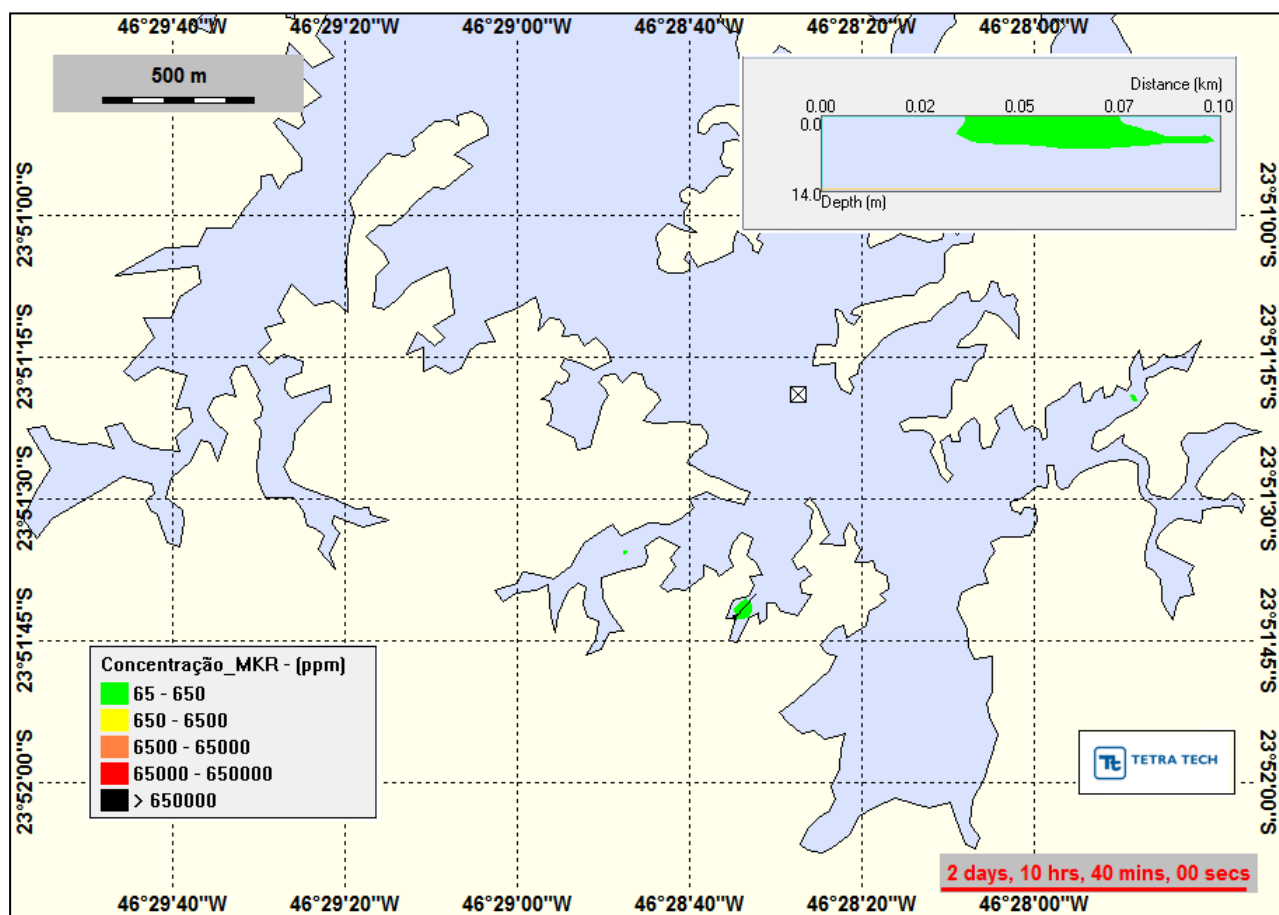 46°29'40''W 46°29'20''W 46°29'00''W 46°28'40''W 46°28'20''W 46°28'00''W
500 m
Distance (km)
0.00 0.02 0.05 0.07 0.10
0.0
14.0
Depth (m)
23°51'00''S
23°51'15''S
23°51'30''S
23°51'45''S
23°52'00''S
23°51'00''S
23°51'15''S
23°51'30''S
23°51'45''S
23°52'00''S
Concentração_MKR - (ppm)
65 - 650
650 - 6500
6500 - 65000
65000 - 650000
> 650000
Tt TETRA TECH
2 days, 10 hrs, 40 mins, 00 secs
46°29'40''W 46°29'20''W 46°29'00''W 46°28'40''W 46°28'20''W 46°28'00''W